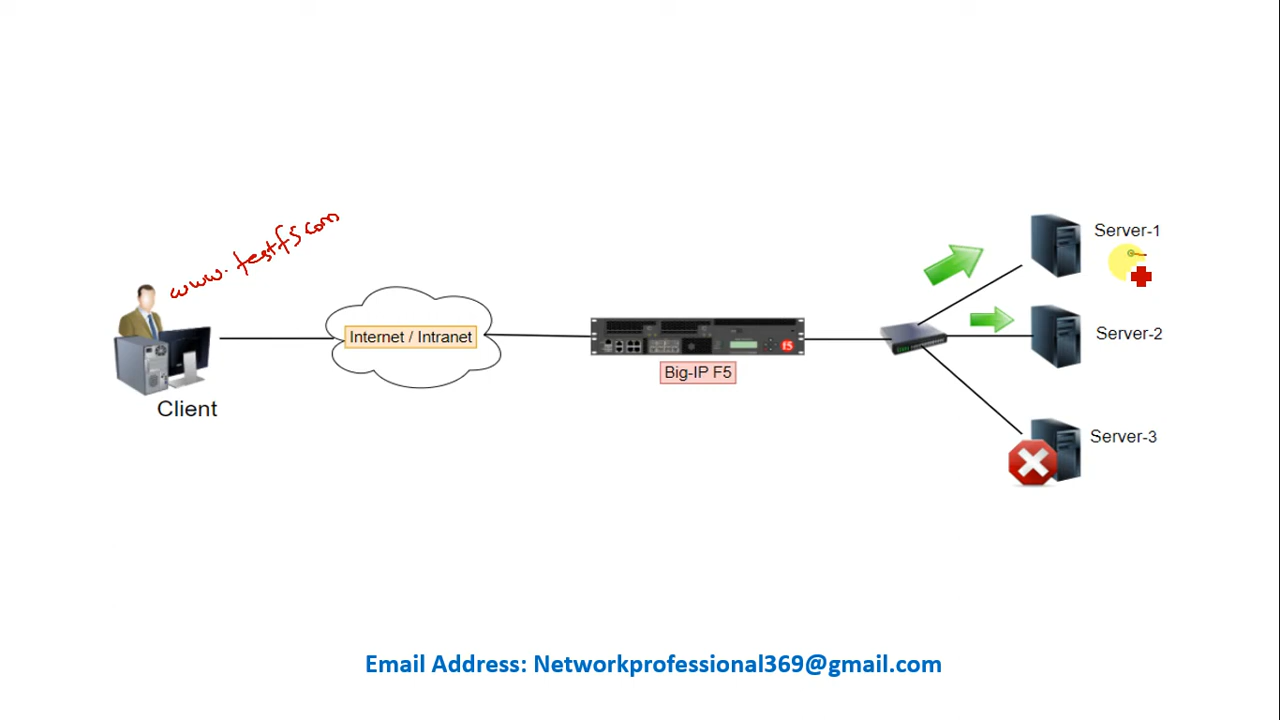 www.testf5.com
Server-1
Server-2
Internet / Intranet
f5
Big-IP F5
Client
Server-3
Email Address: Networkprofessional369@gmail.com